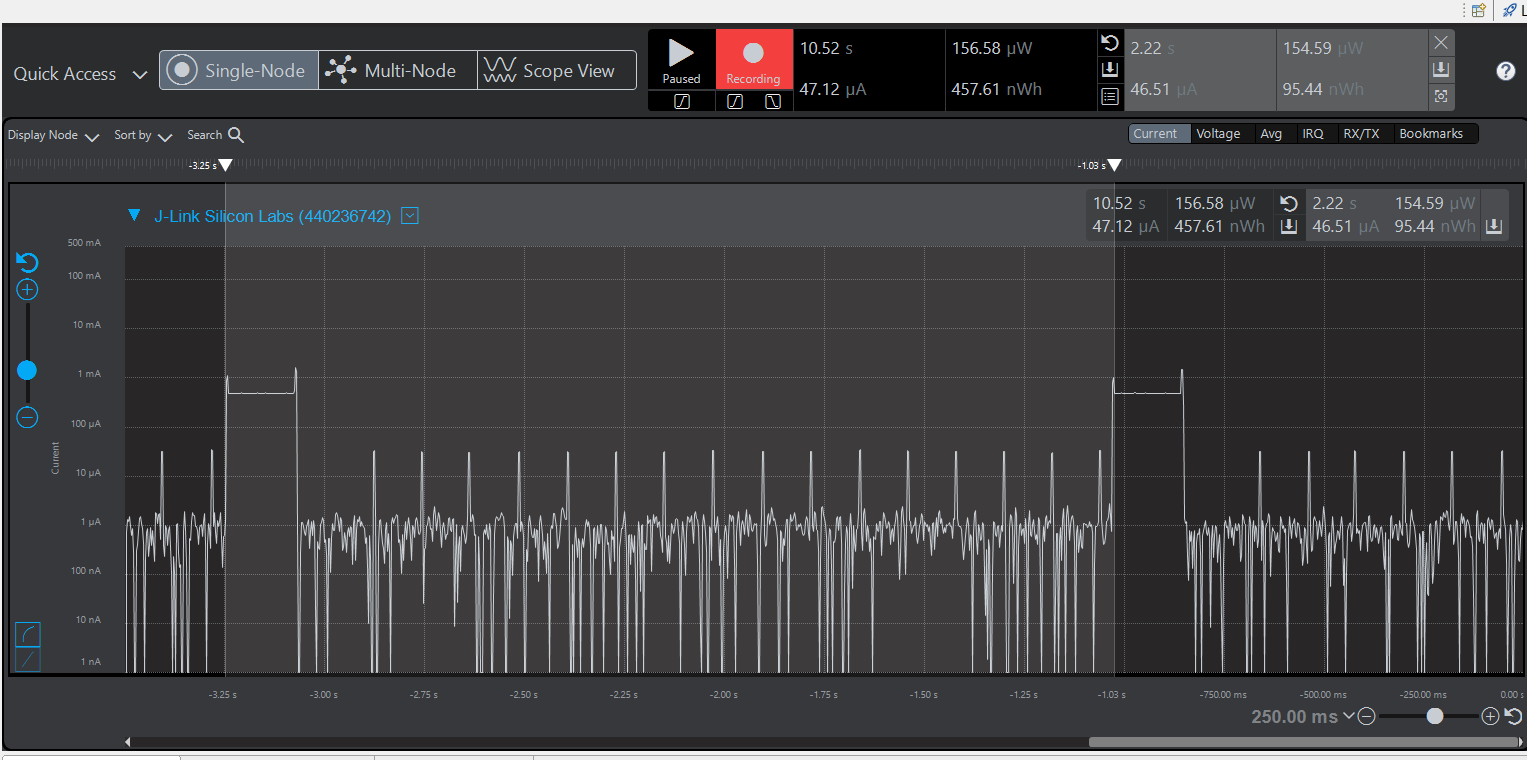 L
Quick Access
Single-Node
Multi-Node
Scope View
Paused
Recording
10.52 s
47.12 µA
156.58 µW
457.61 nWh
2.22 s
46.51 µA
154.59 µW
95.44 nWh
?
Display Node
Sort by
Search
Current
Voltage
Avg
IRQ
RX/TX
Bookmarks
-3.25 s
-1.03 s
J-Link Silicon Labs (440236742)
10.52 s 156.58 µW
47.12 µA 457.61 nWh
2.22 s 154.59 µW
46.51 µA 95.44 nWh
500 mA
100 mA
10 mA
1 mA
100 µA
10 µA
1 µA
100 nA
10 nA
1 nA
Current
-3.25 s -3.00 s -2.75 s -2.50 s -2.25 s -2.00 s -1.75 s -1.50 s -1.25 s -1.03 s -750.00 ms -500.00 ms -250.00 ms 0.00 s
250.00 ms